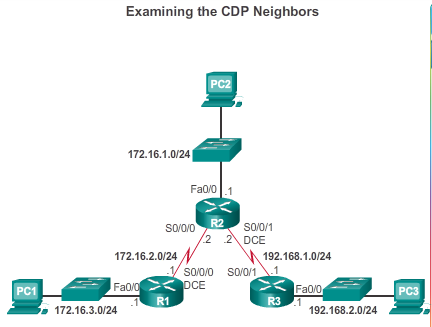 Examining the CDP Neighbors
PC2
172.16.1.0/24
Fa0/0
.1
R2
S0/0/0
.2
.2
S0/0/1
DCE
172.16.2.0/24
192.168.1.0/24
.1
S0/0/0
DCE
S0/0/1
.1
PC1
Fa0/0
.1
R1
R3
Fa0/0
.1
PC3
172.16.3.0/24
192.168.2.0/24